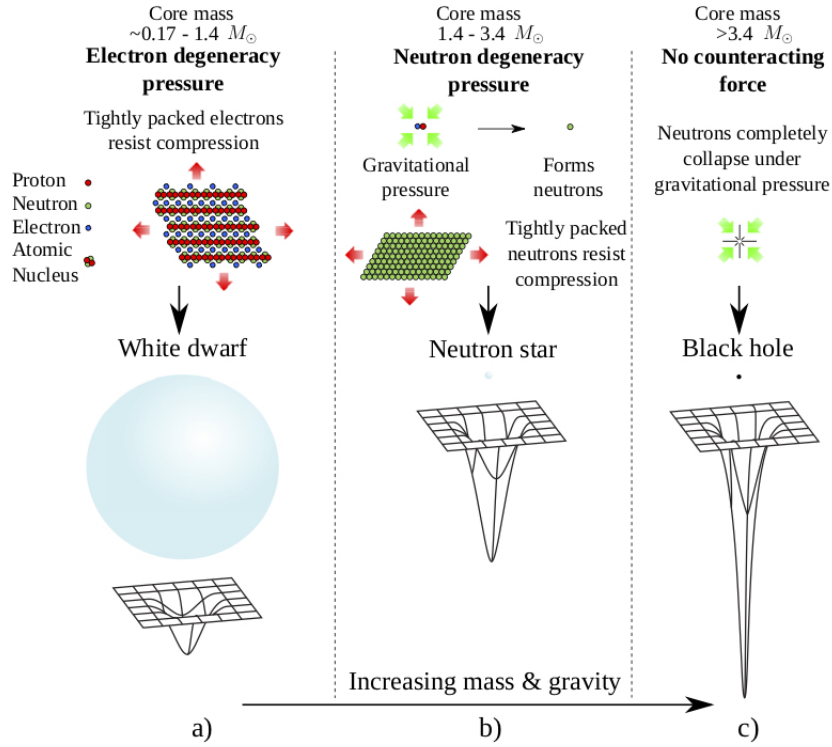 Core mass
~0.17 - 1.4 M☉
Electron degeneracy
pressure
Tightly packed electrons
resist compression
Proton
Neutron
Electron
Atomic
Nucleus
White dwarf
a)
Core mass
1.4 - 3.4 M☉
Neutron degeneracy
pressure
Gravitational
pressure
Forms
neutrons
Tightly packed
neutrons resist
compression
Neutron star
b)
Core mass
>3.4 M☉
No counteracting
force
Neutrons completely
collapse under
gravitational pressure
Black hole
Increasing mass & gravity
c)